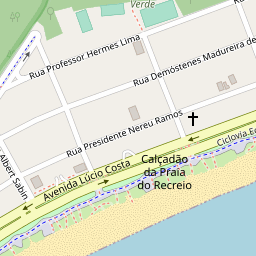 Verde
Rua Professor Hermes Lima
Rua Demóstenes Madureira de
Rua Presidente Nereu Ramos
Albert Sabin
Avenida Lúcio Costa
Ciclovia
Calçadão
da Praia
do Recreio